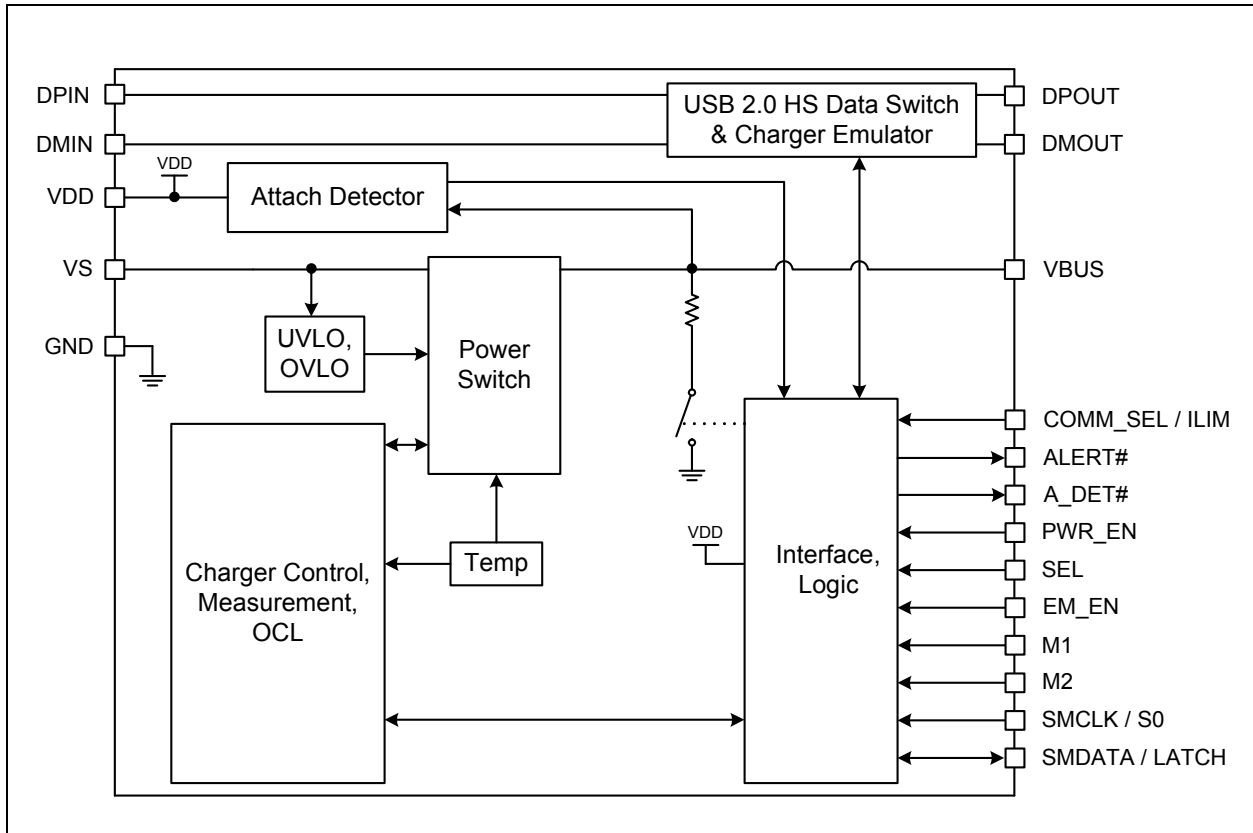 DPIN
DMIN
VDD
VDD
VS
GND
USB 2.0 HS Data Switch
& Charger Emulator
Attach Detector
UVLO,
OVLO
Power
Switch
Charger Control,
Measurement,
OCL
Temp
VDD
Interface,
Logic
DPOUT
DMOUT
VBUS
COMM_SEL / ILIM
ALERT#
A_DET#
PWR_EN
SEL
EM_EN
M1
M2
SMCLK / S0
SMDATA / LATCH